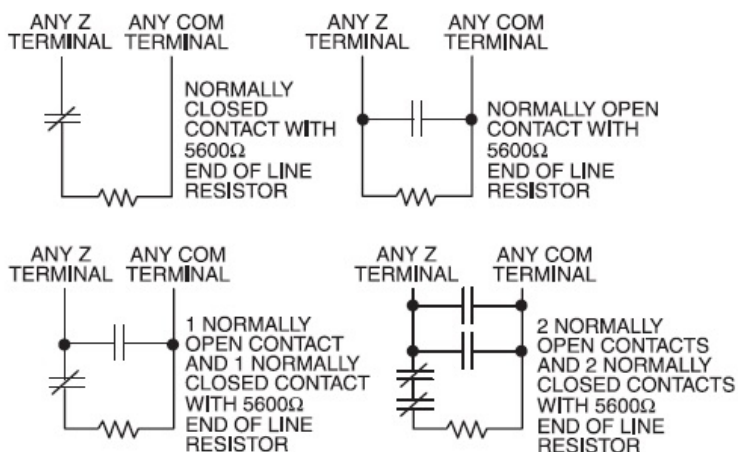 ANY Z
TERMINAL
ANY COM
TERMINAL
NORMALLY
CLOSED
CONTACT WITH
5600Ω
END OF LINE
RESISTOR
ANY Z
TERMINAL
ANY COM
TERMINAL
NORMALLY OPEN
CONTACT WITH
5600Ω
END OF LINE
RESISTOR
ANY Z
TERMINAL
ANY COM
TERMINAL
1 NORMALLY
OPEN CONTACT
AND 1 NORMALLY
CLOSED CONTACT
WITH 5600Ω
END OF LINE
RESISTOR
ANY Z
TERMINAL
ANY COM
TERMINAL
2 NORMALLY
OPEN CONTACTS
AND 2 NORMALLY
CLOSED CONTACTS
WITH 5600Ω
END OF LINE
RESISTOR